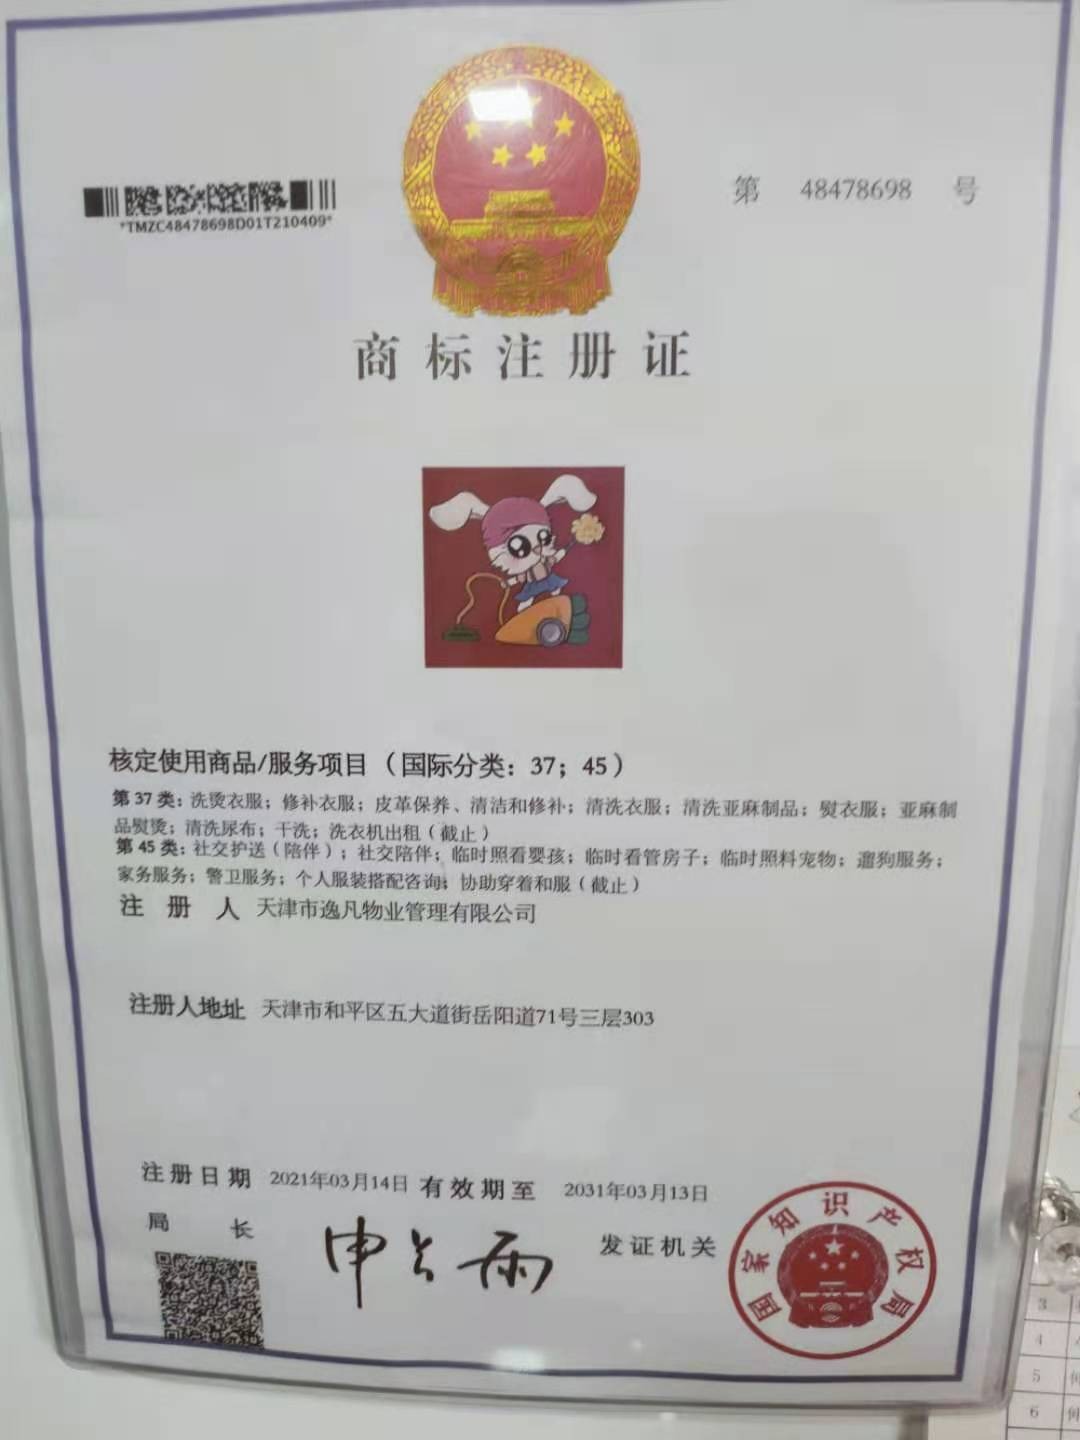 第 48478698 号
*TMZC48478698D01T210409*
商标注册证
核定使用商品/服务项目（国际分类：37；45）
第 37 类：洗烫衣服；修补衣服；皮革保养、清洁和修补；清洗衣服；清洗亚麻制品；熨衣服；亚麻制
品熨烫；清洗尿布；干洗；洗衣机出租（截止）
第 45 类：社交护送（陪伴）；社交陪伴；临时照看婴孩；临时看管房子；临时照料宠物；遛狗服务；
家务服务；警卫服务；个人服装搭配咨询；协助穿着和服（截止）
注册人 天津市逸凡物业管理有限公司
注册人地址 天津市和平区五大道街岳阳道71号三层303
注册日期 2021年03月14日 有效期至 2031年03月13日
局长 申长雨 发证机关
国家知识产权局
3
4
5
6